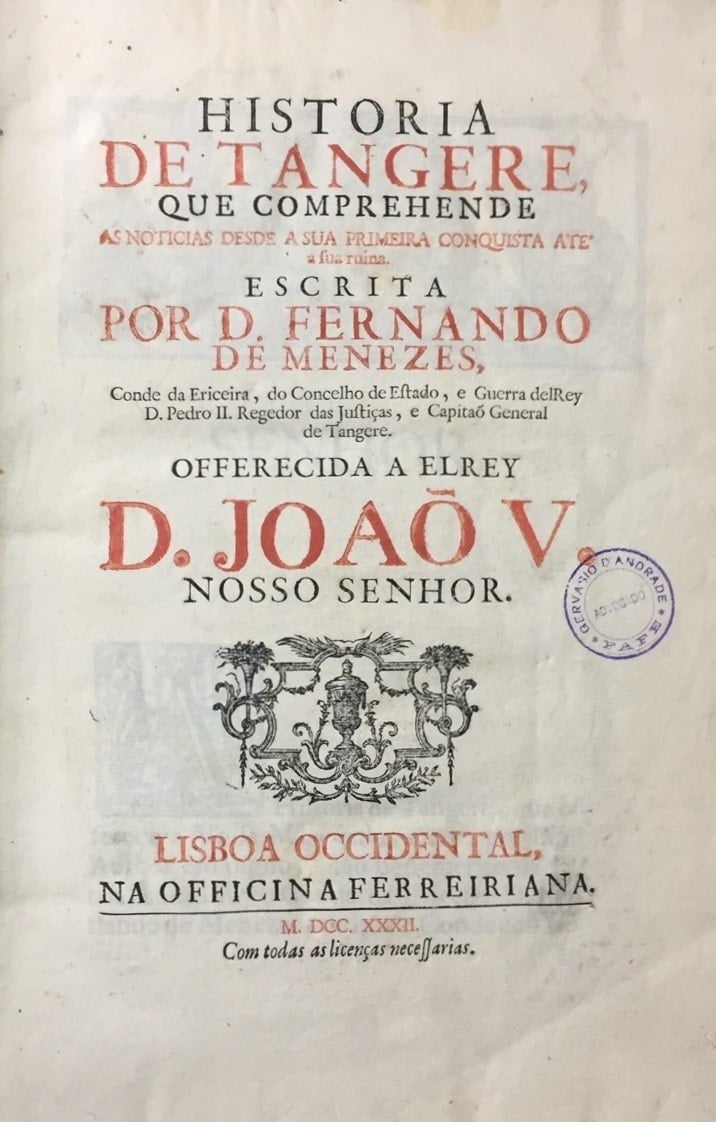 HISTORIA
DE TANGERE,
QUE COMPREHENDE
AS NOTICIAS DESDE A SUA PRIMEIRA CONQUISTA ATE'
a ſua ruina.
ESCRITA
POR D. FERNANDO
DE MENEZES,
Conde da Ericeira, do Concelho de Eſtado, e Guerra delRey
D. Pedro II. Regedor das Juſtiças, e Capitaõ General
de Tangere.
OFFERECIDA A ELREY
D. JOAÕ V.
NOSSO SENHOR.
GERVASIO D'ANDRADE
ADVOGADO
* FAFE *
LISBOA OCCIDENTAL,
NA OFFICINA FERREIRIANA.
M. DCC. XXXII.
Com todas as licenças neceſſarias.